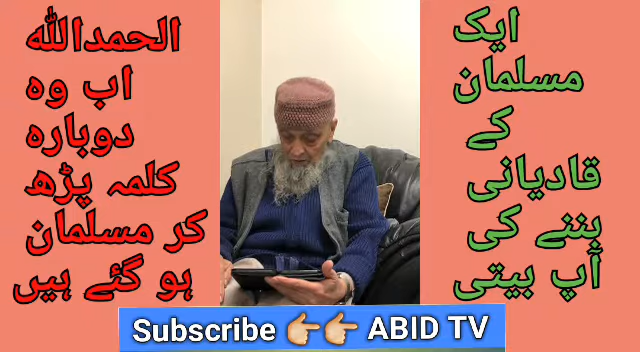 ایک
مسلمان
کے
قادیانی
بننے کی
آپ بیتی
الحمداللہ
اب وہ
دوبارہ
کلمہ پڑھ
کر مسلمان
ہو گئے ہیں
Subscribe 👉👉 ABID TV